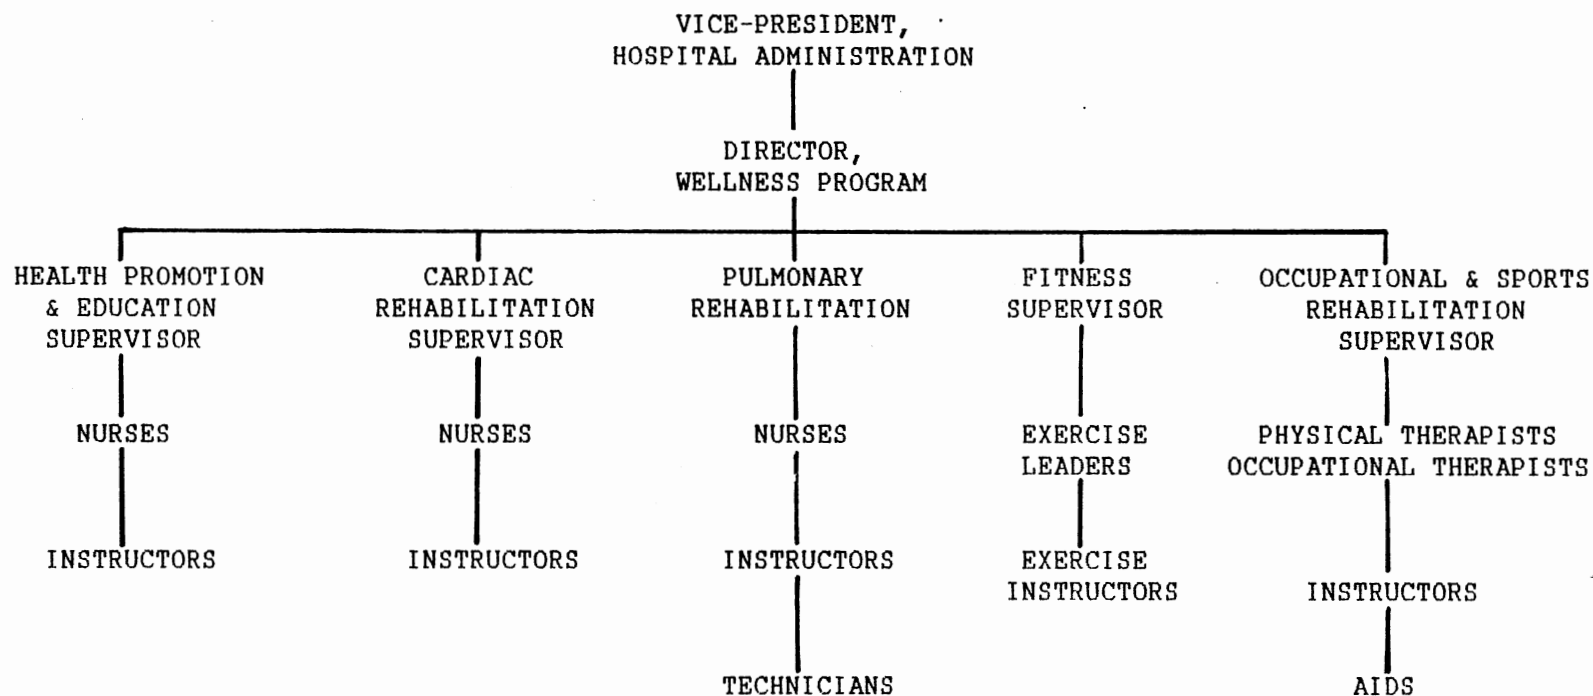 VICE-PRESIDENT,
HOSPITAL ADMINISTRATION
DIRECTOR,
WELLNESS PROGRAM
HEALTH PROMOTION
& EDUCATION
SUPERVISOR
CARDIAC
REHABILITATION
SUPERVISOR
PULMONARY
REHABILITATION
FITNESS
SUPERVISOR
OCCUPATIONAL & SPORTS
REHABILITATION
SUPERVISOR
NURSES
NURSES
NURSES
EXERCISE
LEADERS
PHYSICAL THERAPISTS
OCCUPATIONAL THERAPISTS
INSTRUCTORS
INSTRUCTORS
INSTRUCTORS
EXERCISE
INSTRUCTORS
INSTRUCTORS
TECHNICIANS
AIDS